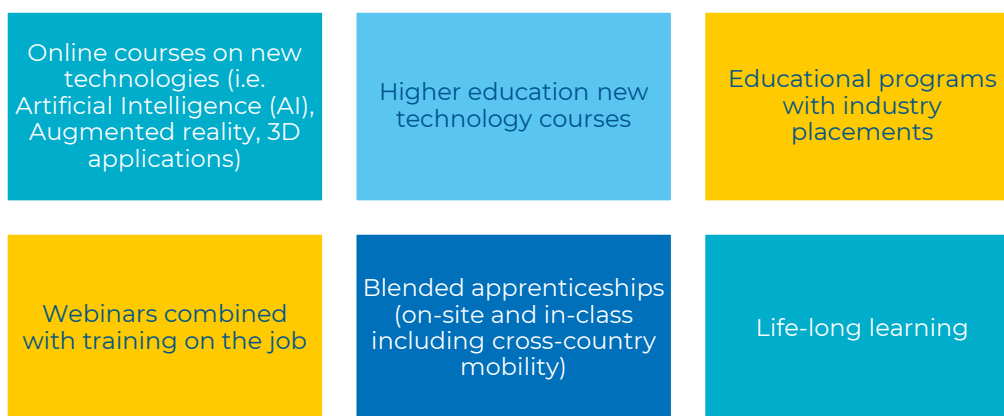 Online courses on new
technologies (i.e.
Artificial Intelligence (AI),
Augmented reality, 3D
applications)
Higher education new
technology courses
Educational programs
with industry
placements
Webinars combined
with training on the job
Blended apprenticeships
(on-site and in-class
including cross-country
mobility)
Life-long learning